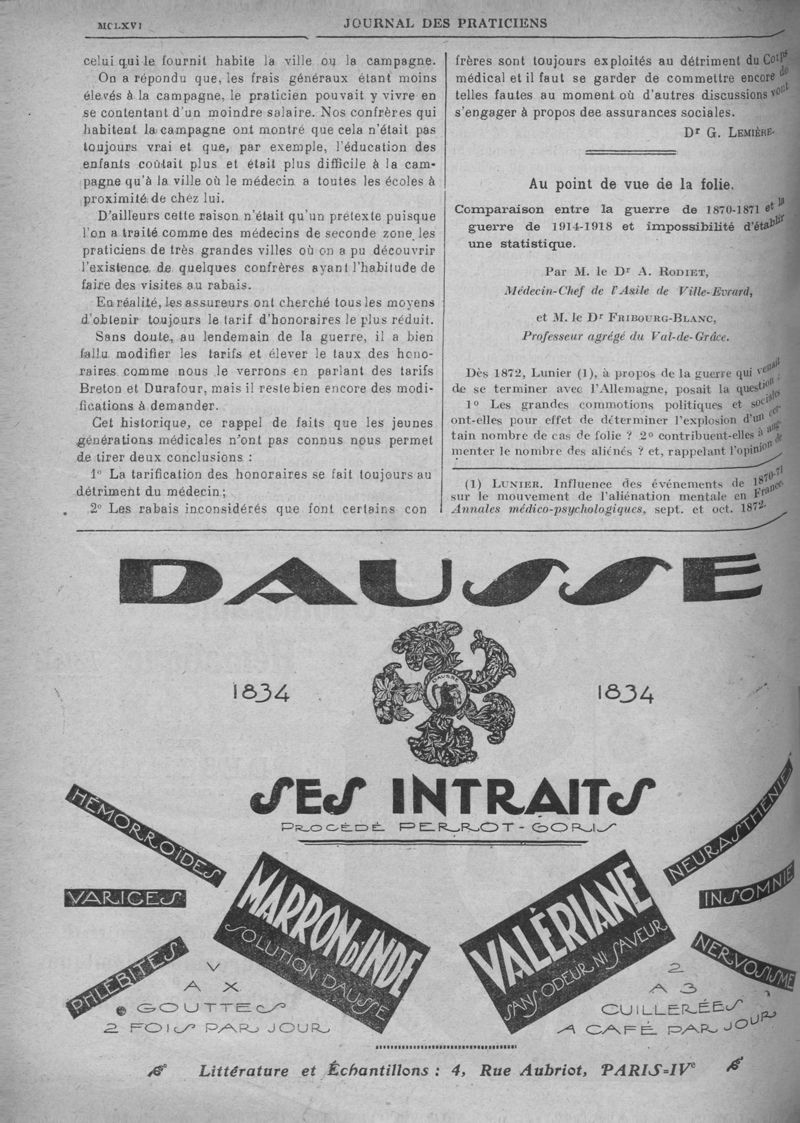 MCLXVI
JOURNAL DES PRATICIENS
celui qui le fournit habite la ville ou la campagne.
On a répondu que, les frais généraux étant moins
élevés à la campagne, le praticien pouvait y vivre en
se contentant d'un moindre salaire. Nos confrères qui
habitent la campagne ont montré que cela n'était pas
toujours vrai et que, par exemple, l'éducation des
enfants coûtait plus et était plus difficile à la cam-
pagne qu'à la ville où le médecin a toutes les écoles à
proximité de chez lui.
D'ailleurs cette raison n'était qu'un prétexte puisque
l'on a traité comme des médecins de seconde zone les
praticiens de très grandes villes où on a pu découvrir
l'existence de quelques confrères ayant l'habitude de
faire des visites au rabais.
En réalité, les assureurs ont cherché tous les moyens
d'obtenir toujours le tarif d'honoraires le plus réduit.
Sans doute, au lendemain de la guerre, il a bien
fallu modifier les tarifs et élever le taux des hono-
raires comme nous le verrons en parlant des tarifs
Breton et Durafour, mais il reste bien encore des modi-
fications à demander.
Cet historique, ce rappel de faits que les jeunes
générations médicales n'ont pas connus nous permet
de tirer deux conclusions :
1° La tarification des honoraires se fait toujours au
détriment du médecin ;
2° Les rabais inconsidérés que font certains con
frères sont toujours exploités au détriment du Corps
médical et il faut se garder de commettre encore de
telles fautes au moment où d'autres discussions vont
s'engager à propos dee assurances sociales.
Dr G. LEMIÈRE.
Au point de vue de la folie.
Comparaison entre la guerre de 1870-1871 et la
guerre de 1914-1918 et impossibilité d'établir
une statistique.
Par M. le Dr A. RODIET,
Médecin-Chef de l'Asile de Ville-Evrard,
et M. le Dr FRIBOURG-BLANC,
Professeur agrégé du Val-de-Grâce.
Dès 1872, Lunier (1), à propos de la guerre qui venait
de se terminer avec l'Allemagne, posait la question :
1° Les grandes commotions politiques et sociales
ont-elles pour effet de déterminer l'explosion d'un cer-
tain nombre de cas de folie ? 2° contribuent-elles à aug-
menter le nombre des aliénés ? et, rappelant l'opinion de
(1) LUNIER. Influence des événements de 1870-71
sur le mouvement de l'aliénation mentale en France.
Annales médico-psychologiques, sept. et oct. 1872.
DAUSSE
DAUSSE
1834
1834
SES INTRAITS
PROCÉDÉ PERROT-GORIS
HÉMORROÏDES
VARICES
PHLÉBITES
MARRON D'INDE
SOLUTION DAUSSE
V
A X
GOUTTES
2 FOIS PAR JOUR
VALÉRIANE
SANS ODEUR NI SAVEUR
NEURASTHÉNIE
INSOMNIE
NERVOSISME
2
A 3
CUILLERÉES
A CAFÉ PAR JOUR
Littérature et Échantillons : 4, Rue Aubriot, PARIS-IVe